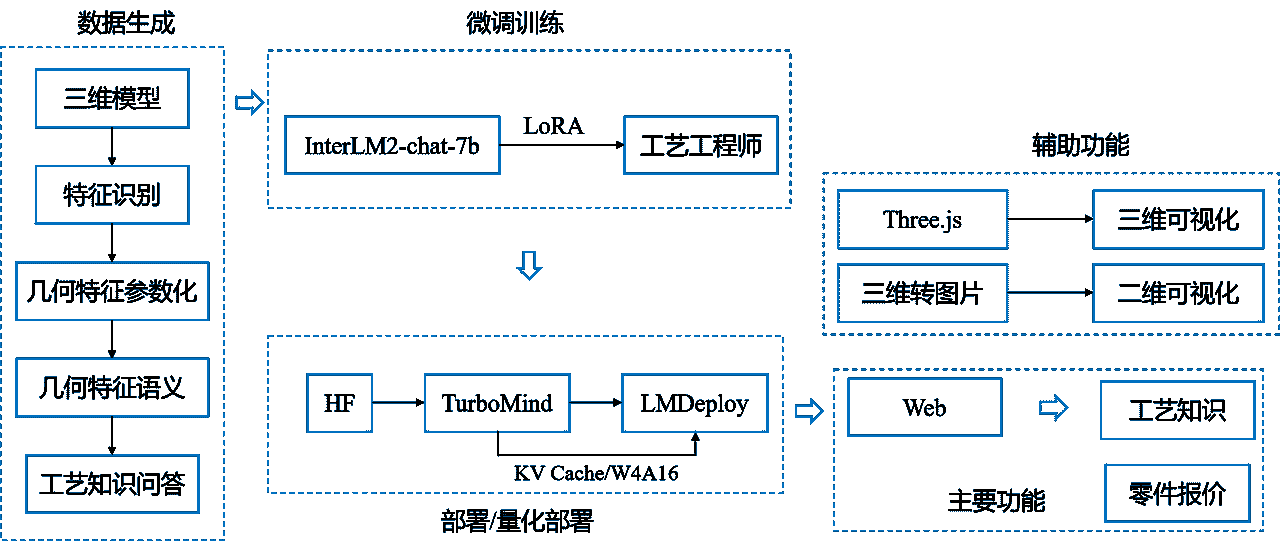 数据生成
三维模型
特征识别
几何特征参数化
几何特征语义
工艺知识问答
微调训练
InterLM2-chat-7b
LoRA
工艺工程师
HF
TurboMind
LMDeploy
KV Cache/W4A16
部署/量化部署
辅助功能
Three.js
三维可视化
三维转图片
二维可视化
Web
工艺知识
主要功能
零件报价